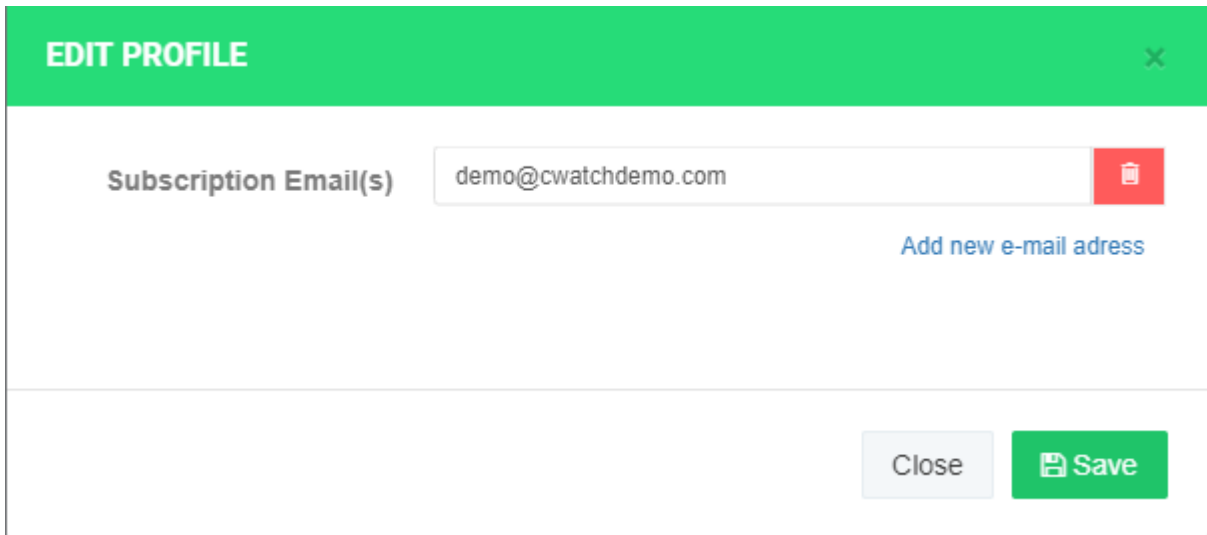 EDIT PROFILE ×
Subscription Email(s) demo@cwatchdemo.com
Add new e-mail adress
Close Save